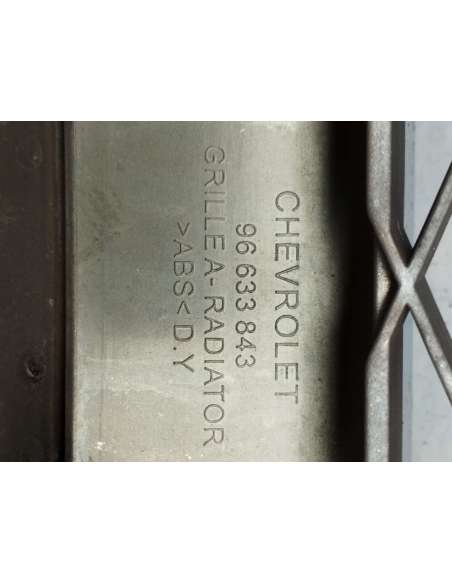 CHEVROLET
96 633 843
GRILLE A-RADIATOR
>ABS< D.Y